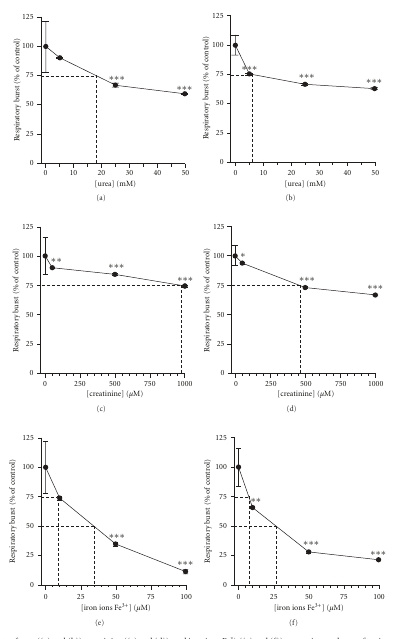 125
100
75
50
25
0
Respiratory burst (% of control)
***
***
0 10 20 30 40 50
[urea] (mM)
(a)
125
100
75
50
25
0
Respiratory burst (% of control)
***
***
***
0 10 20 30 40 50
[urea] (mM)
(b)
125
100
75
50
25
0
Respiratory burst (% of control)
**
***
***
0 250 500 750 1000
[creatinine] (μM)
(c)
125
100
75
50
25
0
Respiratory burst (% of control)
*
***
***
0 250 500 750 1000
[creatinine] (μM)
(d)
125
100
75
50
25
0
Respiratory burst (% of control)
***
***
0 25 50 75 100
[iron ions Fe³⁺] (μM)
(e)
125
100
75
50
25
0
Respiratory burst (% of control)
**
***
***
0 25 50 75 100
[iron ions Fe³⁺] (μM)
(f)